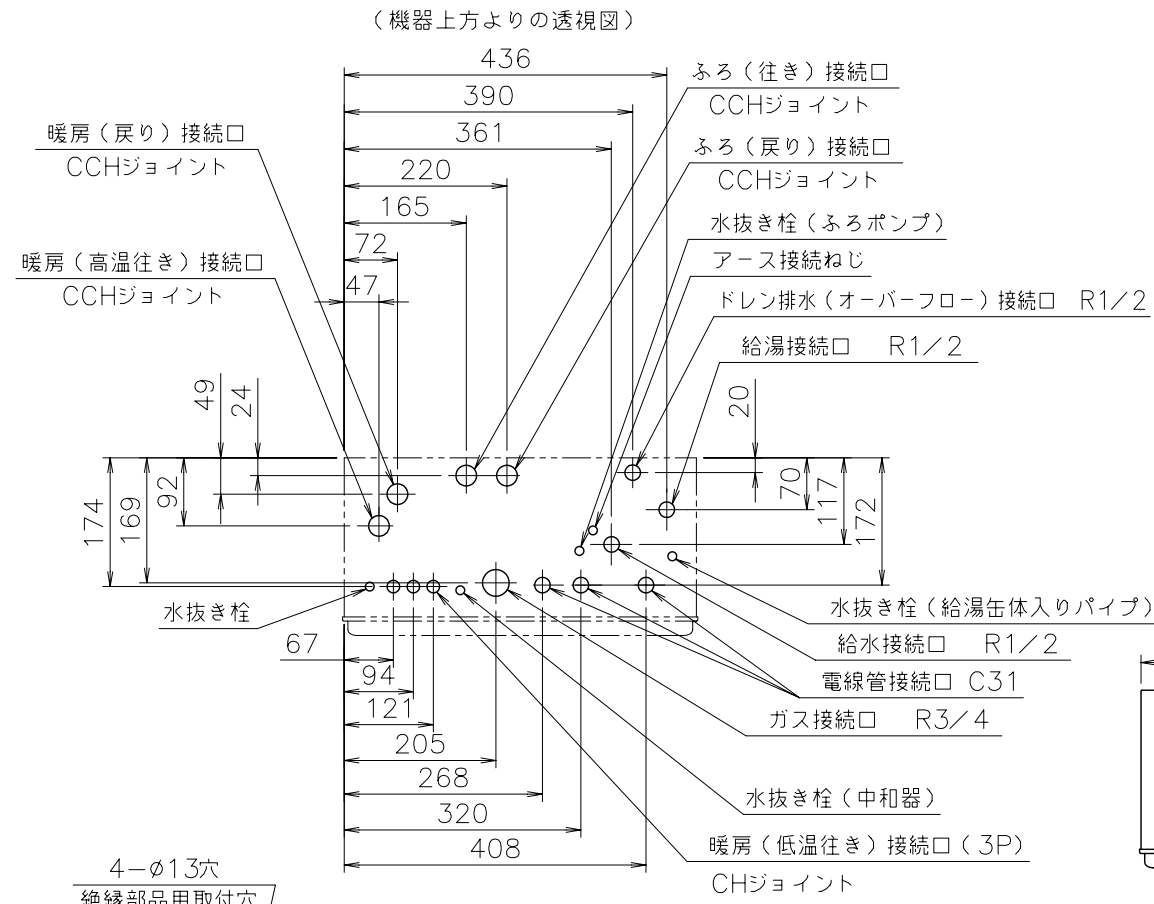 (機器上方よりの透視図)
436
ふろ(往き)接続口
CCHジョイント
390
暖房(戻り)接続口
CCHジョイント
361
ふろ(戻り)接続口
CCHジョイント
220
165
水抜き栓(ふろポンプ)
72
アース接続ねじ
暖房(高温往き)接続口
CCHジョイント
47
ドレン排水(オーバーフロー)接続口 R1/2
給湯接続口 R1/2
49
24
20
174
169
92
70
117
172
水抜き栓
水抜き栓(給湯缶体入りパイプ)
67
給水接続口 R1/2
94
電線管接続口 C31
121
ガス接続口 R3/4
205
268
水抜き栓(中和器)
320
暖房(低温往き)接続口(3P)
CHジョイント
408
4-φ13穴
絶縁部品用取付穴